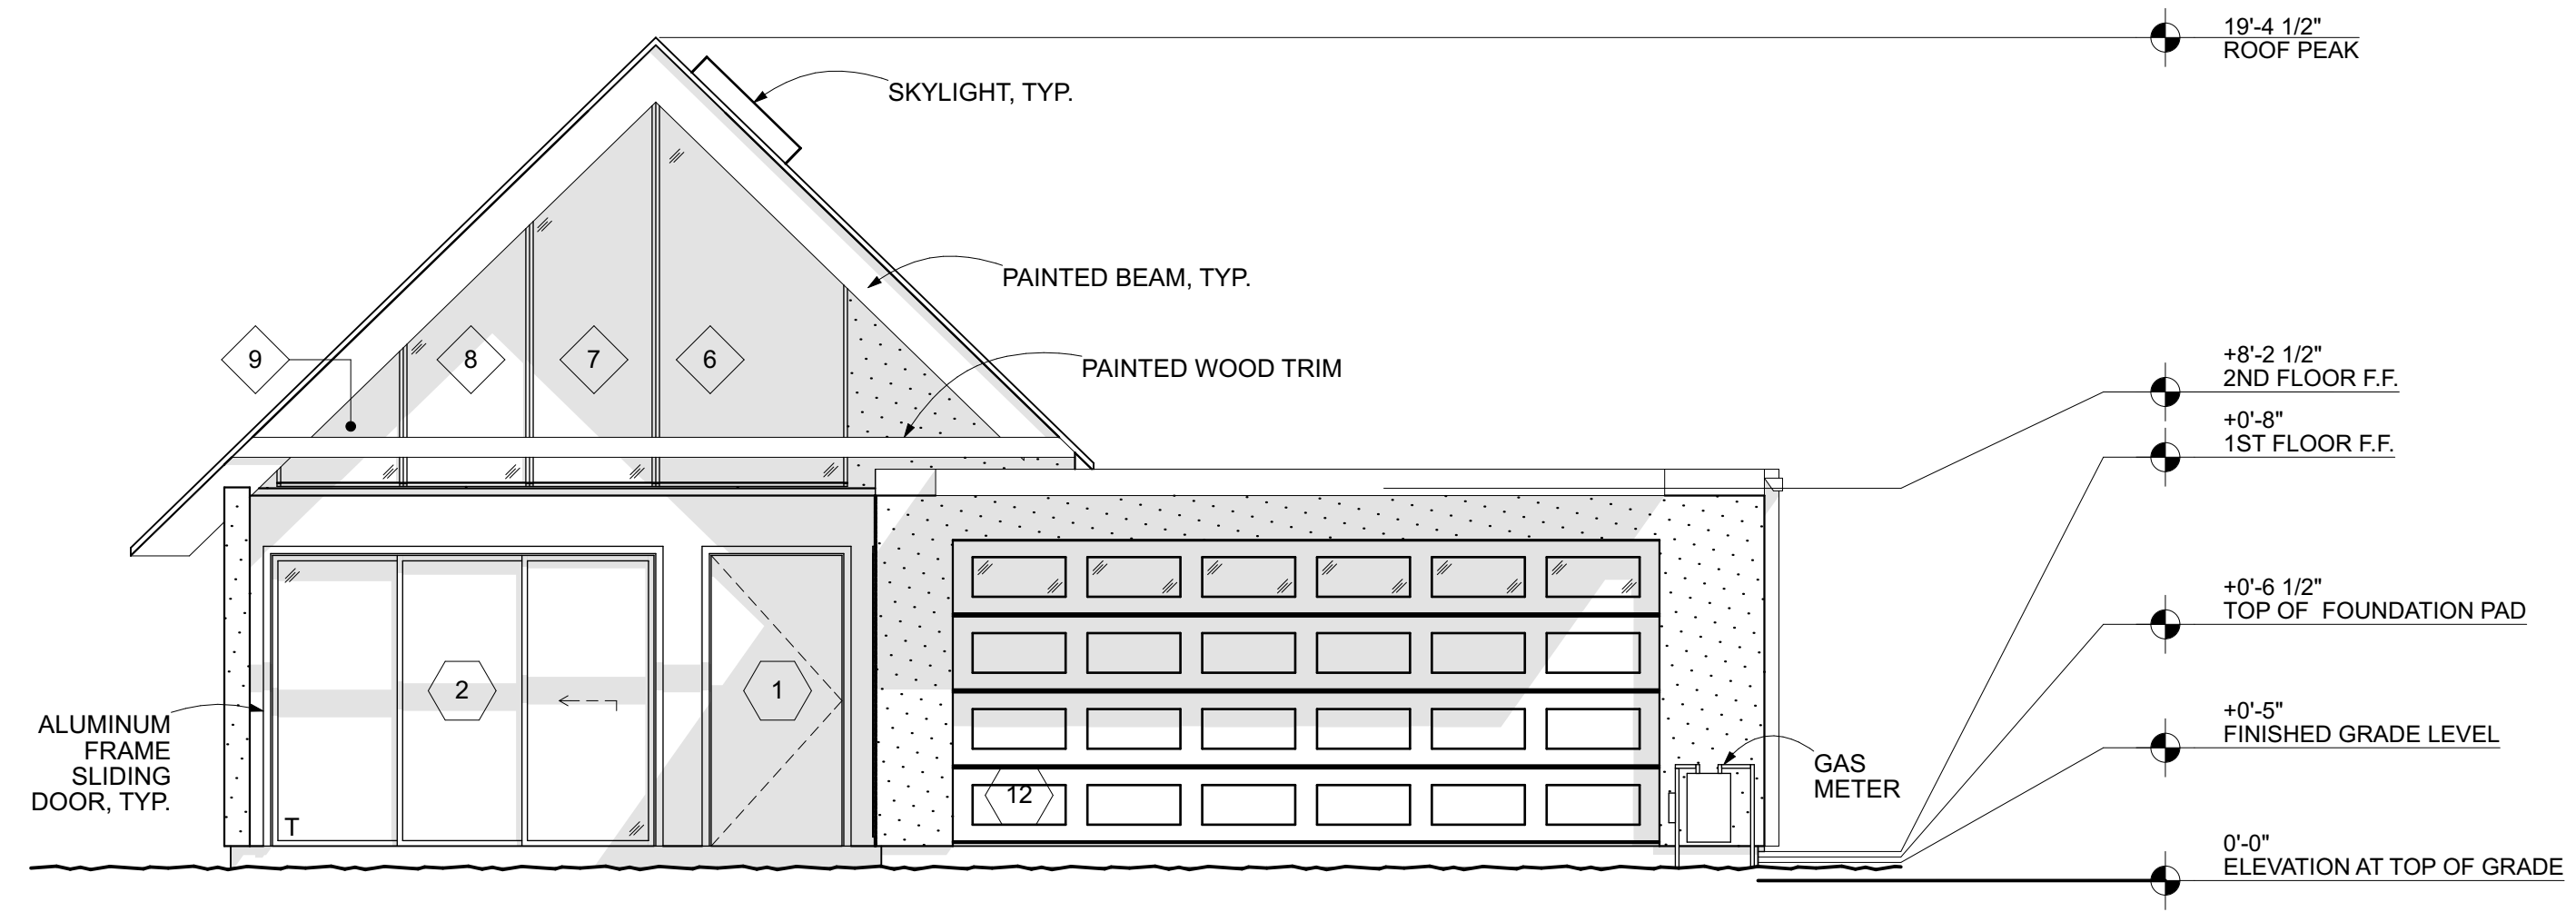 19'-4 1/2"
ROOF PEAK
SKYLIGHT, TYP.
PAINTED BEAM, TYP.
9
8
7
6
PAINTED WOOD TRIM
+8'-2 1/2"
2ND FLOOR F.F.
+0'-8"
1ST FLOOR F.F.
+0'-6 1/2"
TOP OF FOUNDATION PAD
2
1
ALUMINUM
FRAME
SLIDING
DOOR, TYP.
T
12
GAS
METER
+0'-5"
FINISHED GRADE LEVEL
0'-0"
ELEVATION AT TOP OF GRADE